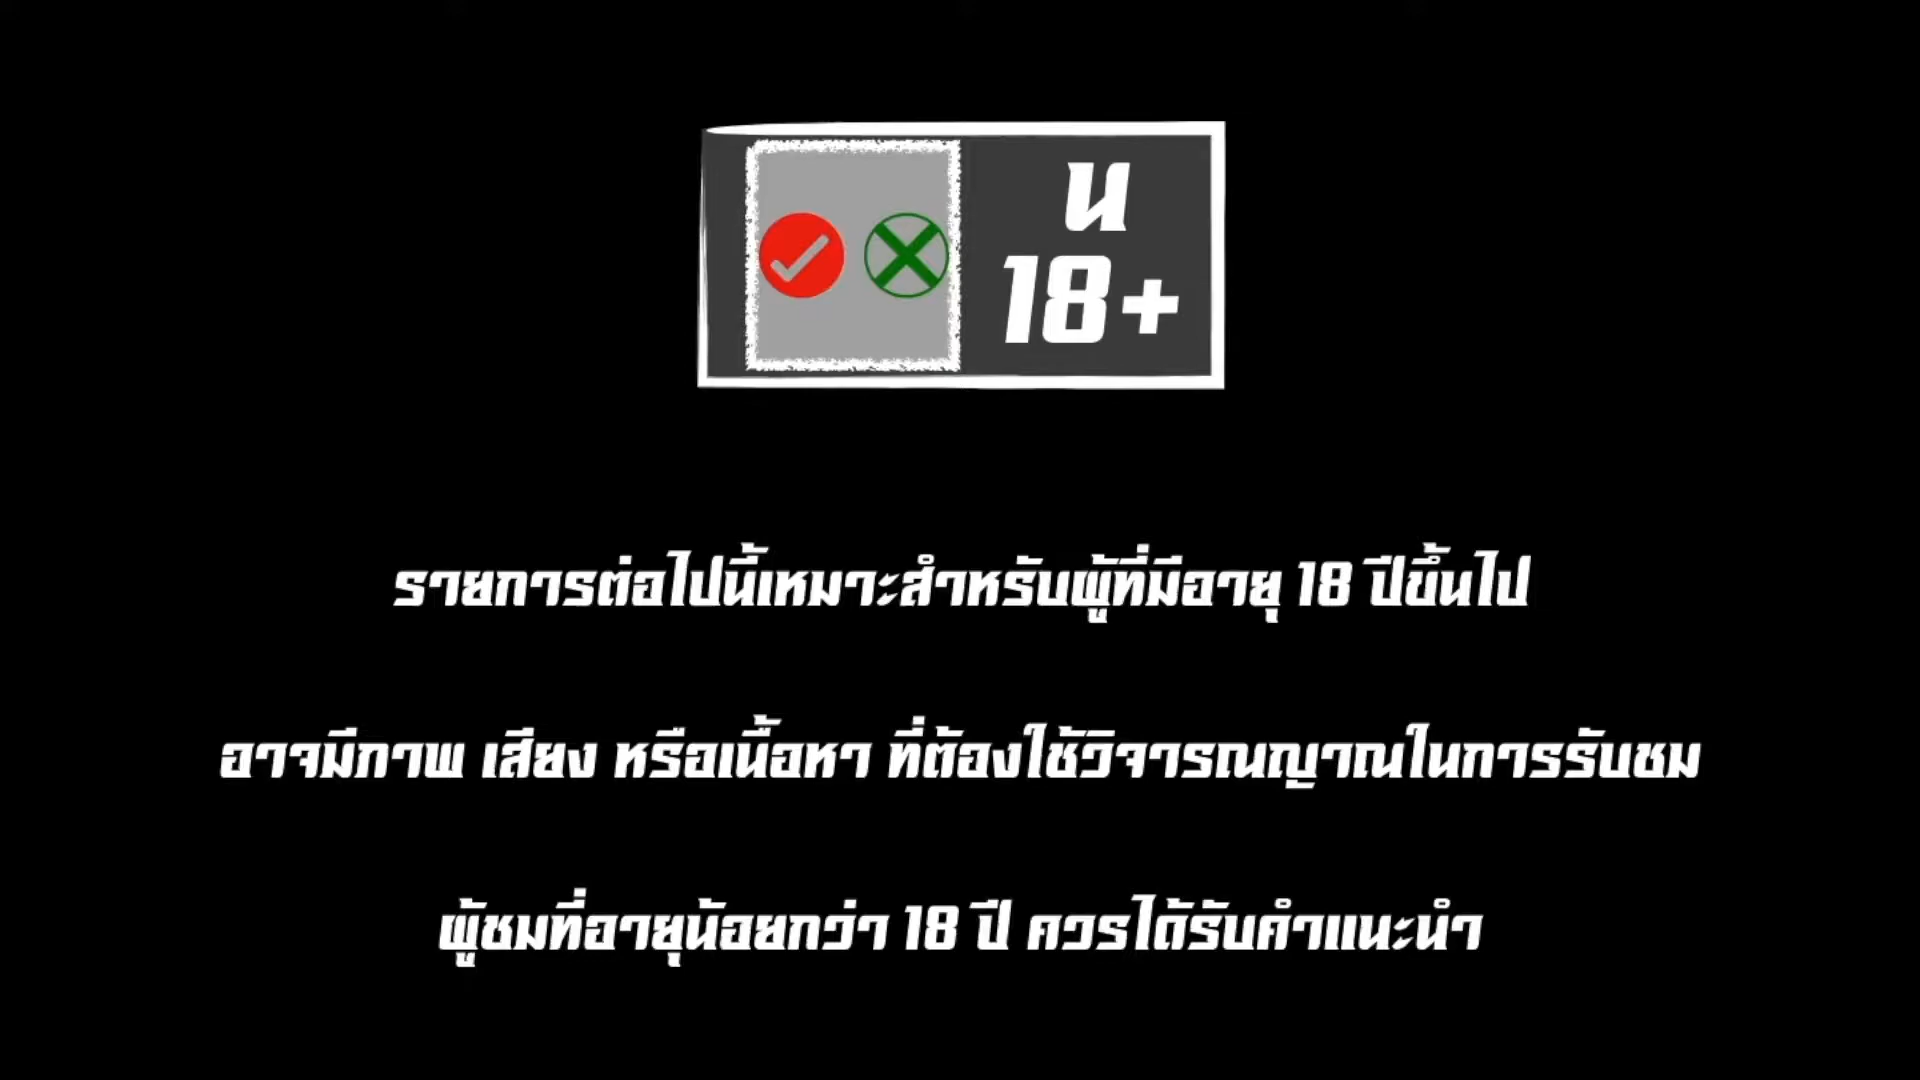 น
18+
รายการต่อไปนี้เหมาะสำหรับผู้ที่มีอายุ 18 ปีขึ้นไป
อาจมีภาพ เสียง หรือเนื้อหา ที่ต้องใช้วิจารณญาณในการรับชม
ผู้ชมที่อายุน้อยกว่า 18 ปี ควรได้รับคำแนะนำ